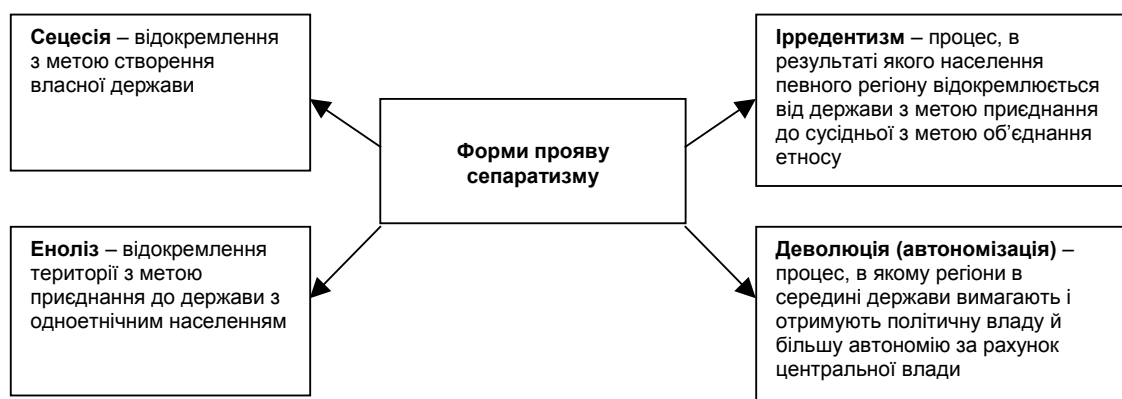 Сецесія – відокремлення
з метою створення
власної держави
Ірредентизм – процес, в
результаті якого населення
певного регіону відокремлюється
від держави з метою приєднання
до сусідньої з метою об’єднання
етносу
Форми прояву
сепаратизму
Еноліз – відокремлення
території з метою
приєднання до держави з
одноетнічним населенням
Деволюція (автономізація) –
процес, в якому регіони в
середині держави вимагають і
отримують політичну владу й
більшу автономію за рахунок
центральної влади